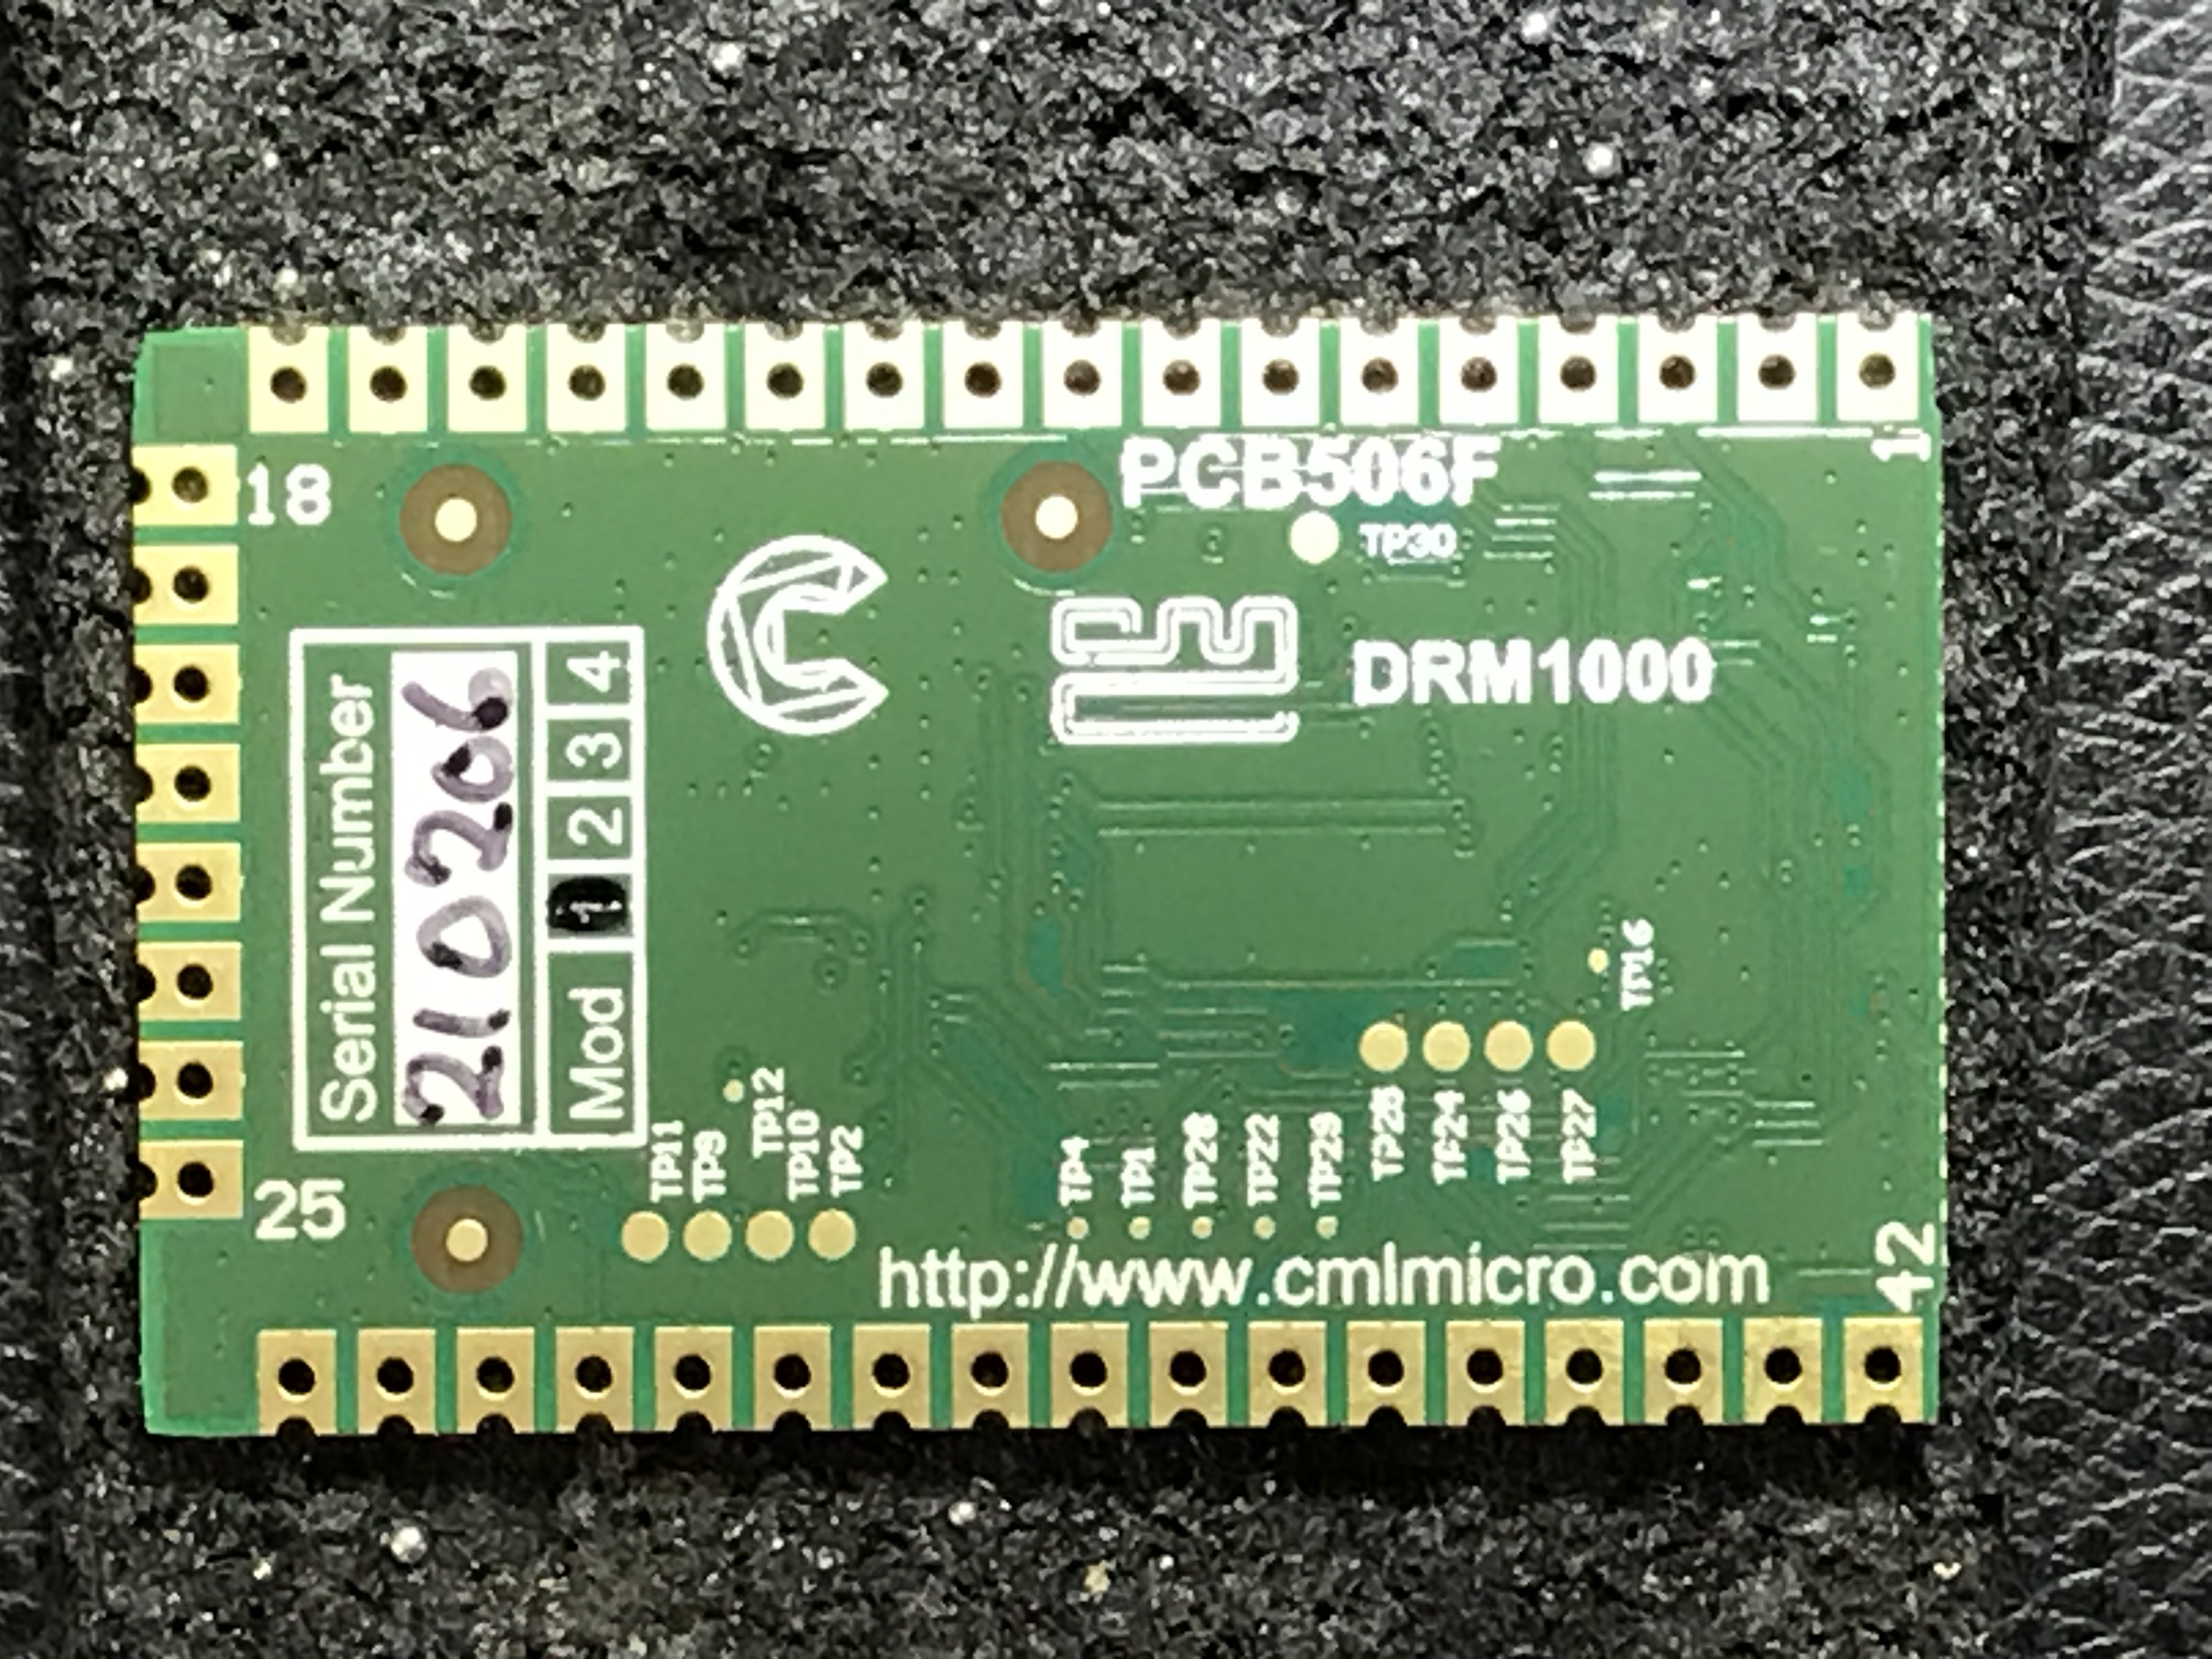 25
18
Serial Number
210206
Mod 1 2 3 4
TP11
TP9
TP12
TP10
TP2
http://www.cmlmicro.com
TP4
TP1
TP28
TP22
TP29
TP25
TP24
TP26
TP27
TP16
DRM1000
TP30
PCB506F
42
1